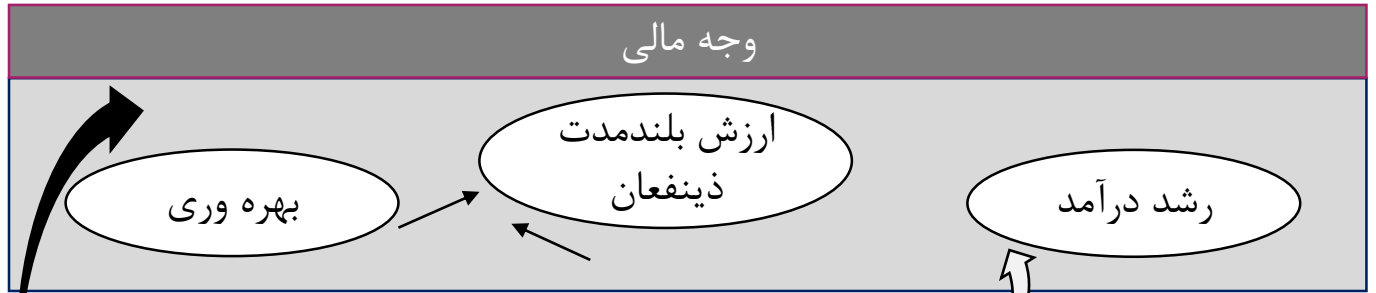 وجه مالی
رشد درآمد
ارزش بلندمدت
ذینفعان
بهره وری